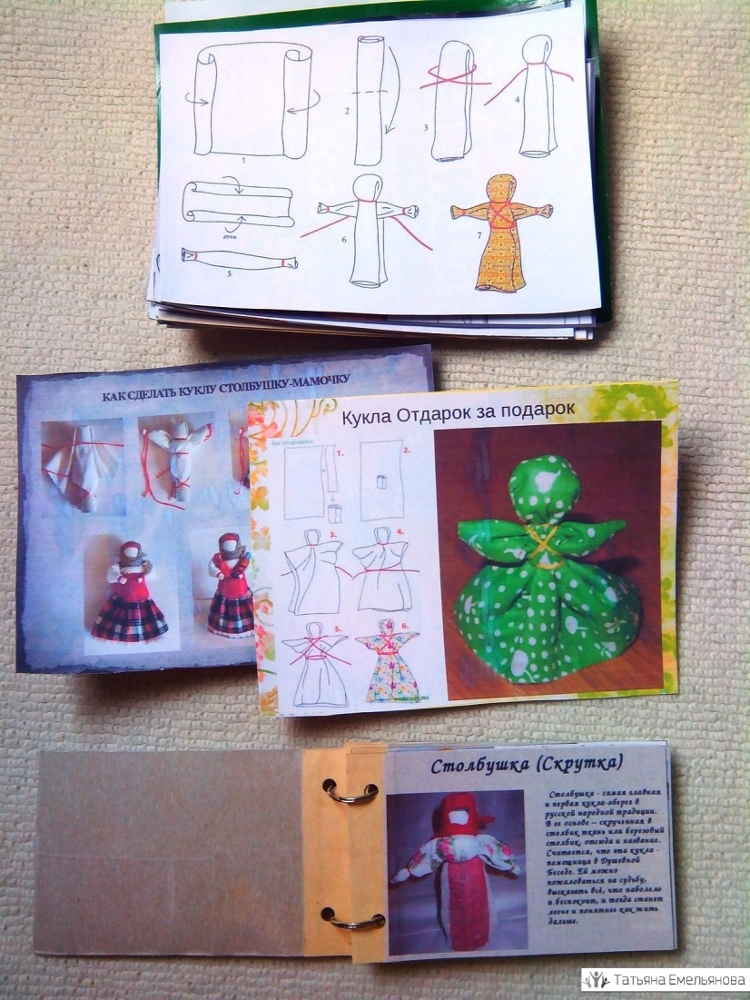 1
2
3
4
5
6
7
КАК СДЕЛАТЬ КУКЛУ СТОЛБУШКУ-МАМОЧКУ
Кукла Отдарок за подарок
1.
2.
3.
4.
5.
6.
Столбушка (Скрутка)
Столбушка - самая главная
и первая кукла-оберег в
русской народной традиции.
В ее основе – скрученная в
столбик ткань или березовый
столбик, отсюда и название.
Считается, что эта кукла -
помощница в Душевной
Беседе. Ей можно
пожаловаться на судьбу,
высказать всё, что наболело
и беспокоит, и тогда станет
легче и понятнее как жить
дальше.
Татьяна Емельянова